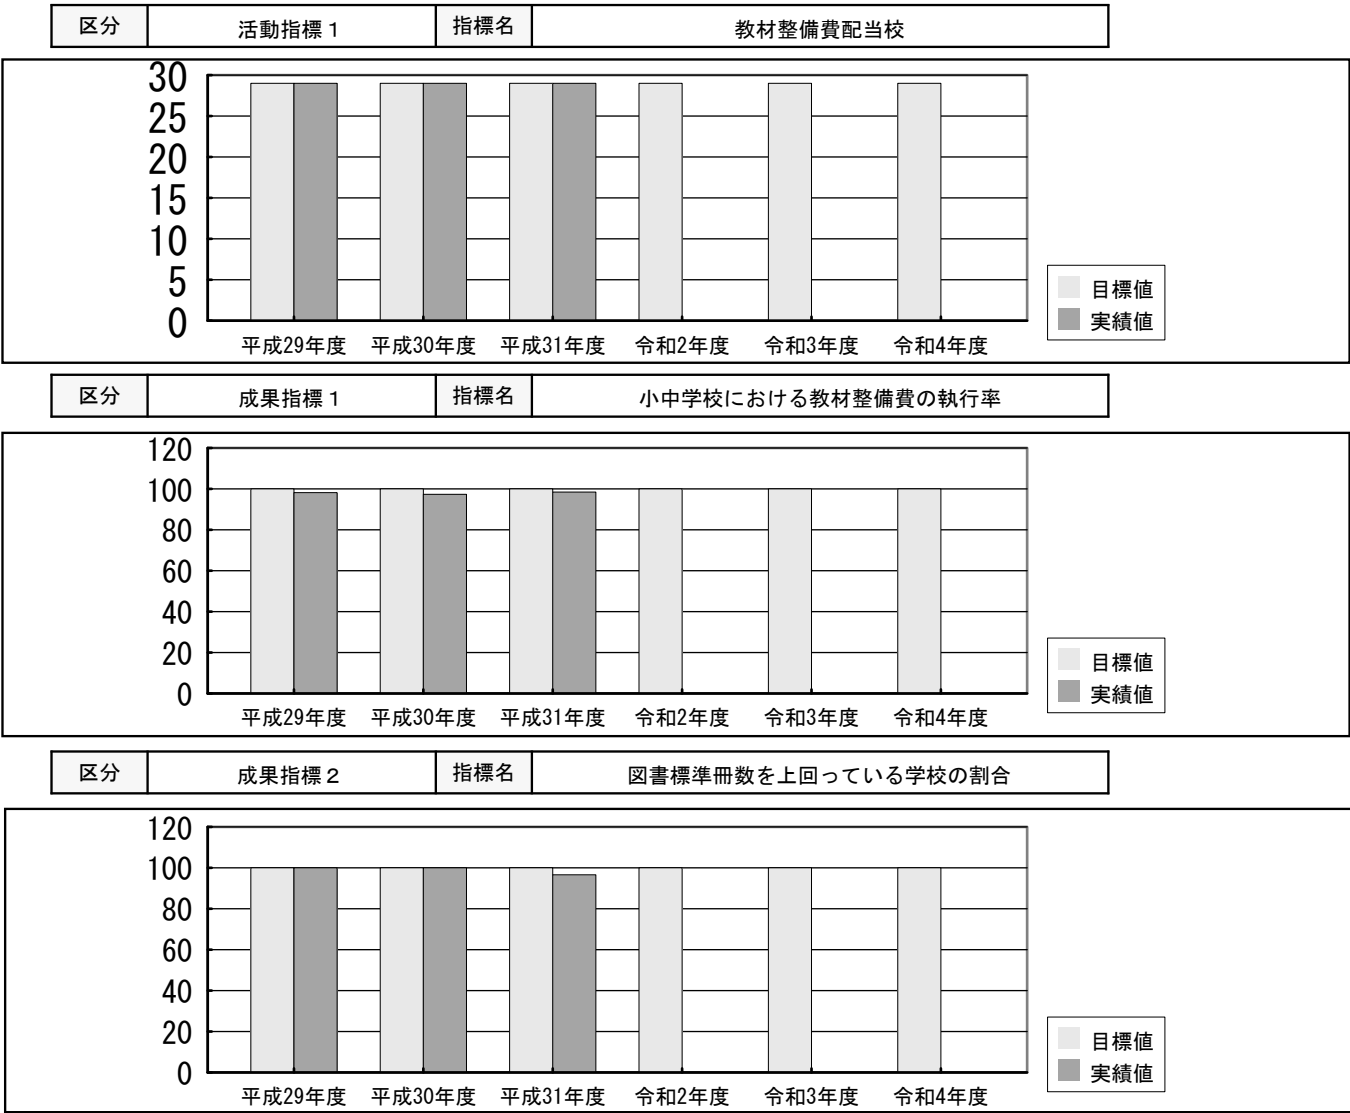 区分 活動指標１ 指標名 教材整備費配当校
30
25
20
15
10
5
0
平成29年度 平成30年度 平成31年度 令和2年度 令和3年度 令和4年度
目標値
実績値
区分 成果指標１ 指標名 小中学校における教材整備費の執行率
120
100
80
60
40
20
0
平成29年度 平成30年度 平成31年度 令和2年度 令和3年度 令和4年度
目標値
実績値
区分 成果指標２ 指標名 図書標準冊数を上回っている学校の割合
120
100
80
60
40
20
0
平成29年度 平成30年度 平成31年度 令和2年度 令和3年度 令和4年度
目標値
実績値